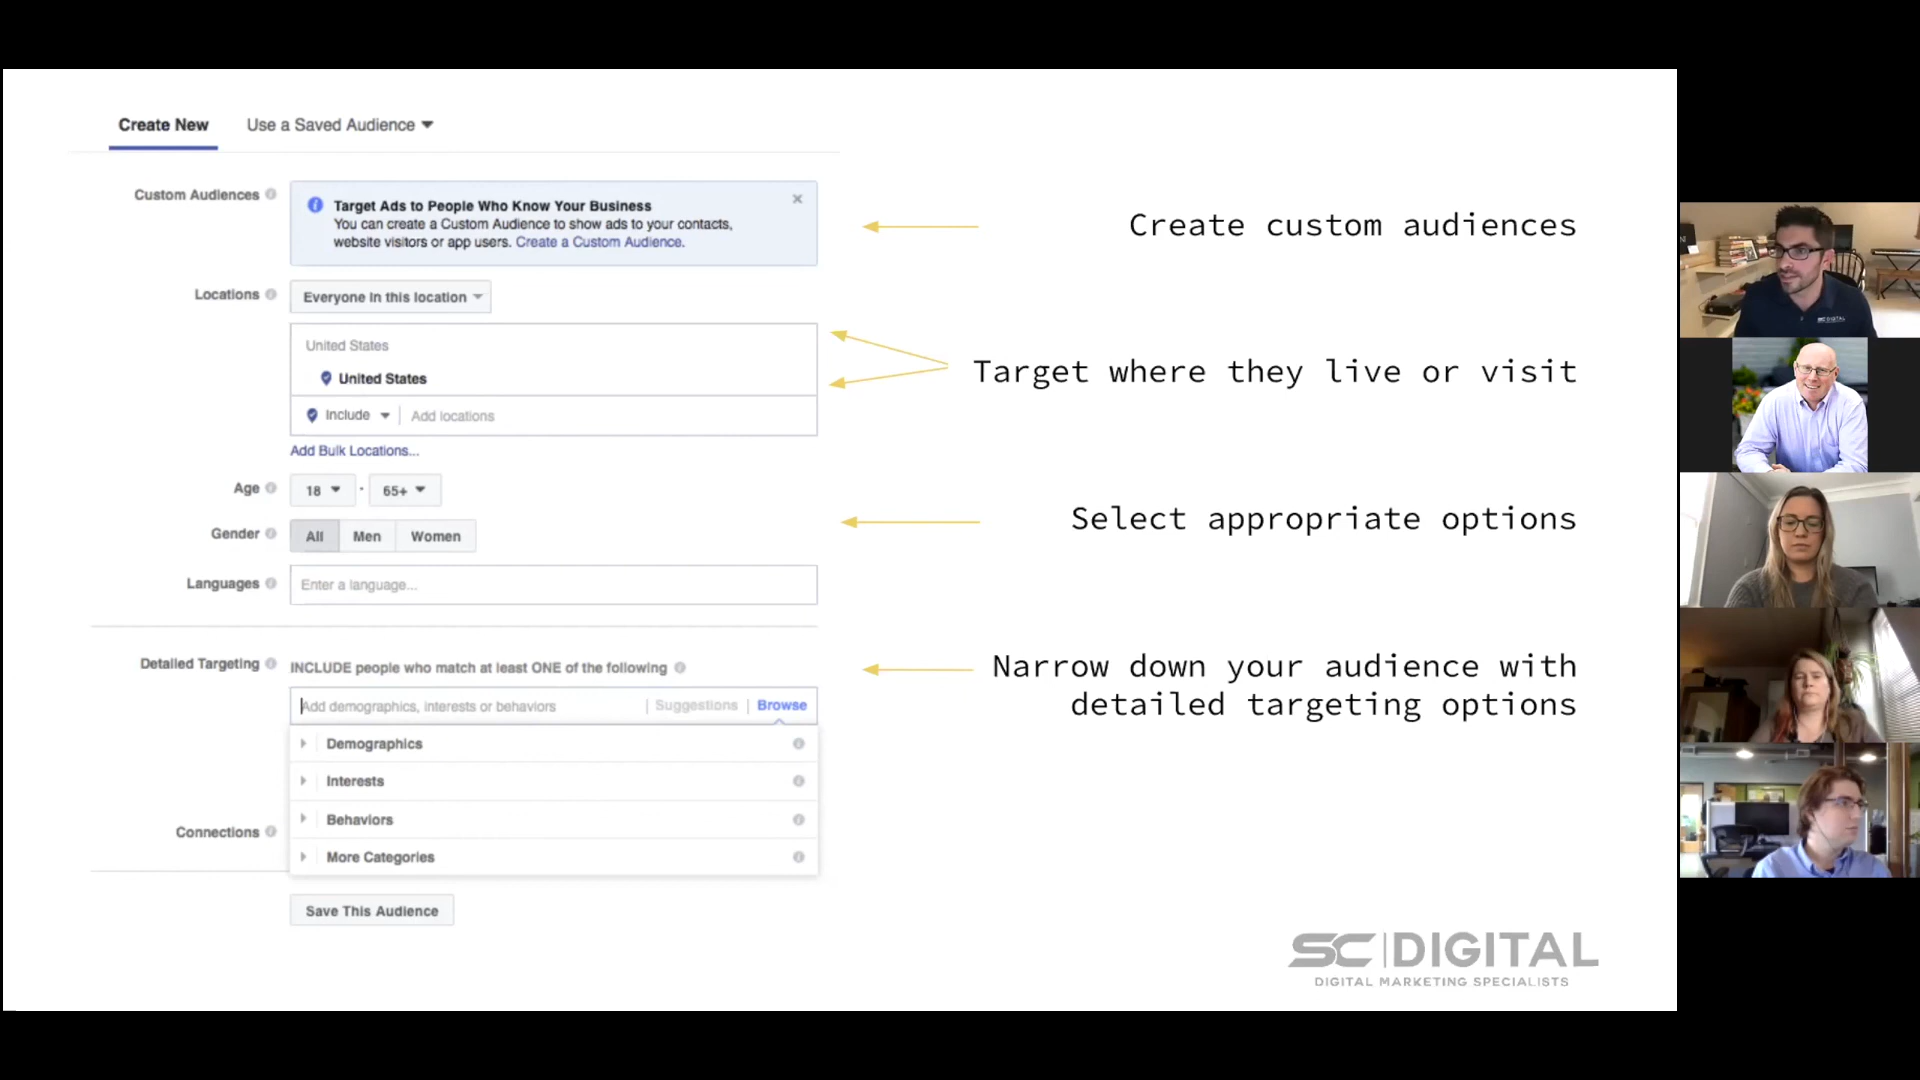 Create New
Use a Saved Audience
Custom Audiences
Target Ads to People Who Know Your Business
You can create a Custom Audience to show ads to your contacts,
website visitors or app users. Create a Custom Audience.
Create custom audiences
Locations
Everyone in this location
United States
United States
Include
Add locations
Add Bulk Locations...
Target where they live or visit
Age
18 - 65+
Gender
All Men Women
Select appropriate options
Languages
Enter a language...
Detailed Targeting
INCLUDE people who match at least ONE of the following
Add demographics, interests or behaviors | Suggestions | Browse
Demographics
Interests
Behaviors
More Categories
Narrow down your audience with
detailed targeting options
Connections
Save This Audience
SC|DIGITAL
DIGITAL MARKETING SPECIALISTS
SC DIGITAL